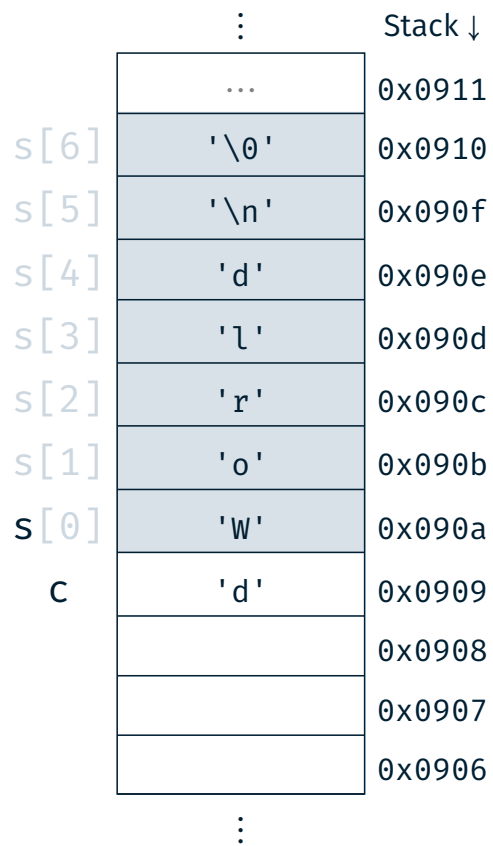 ⋮ Stack ↓
... 0x0911
s[6] '\0' 0x0910
s[5] '\n' 0x090f
s[4] 'd' 0x090e
s[3] 'l' 0x090d
s[2] 'r' 0x090c
s[1] 'o' 0x090b
s[0] 'W' 0x090a
c 'd' 0x0909
0x0908
0x0907
0x0906
⋮